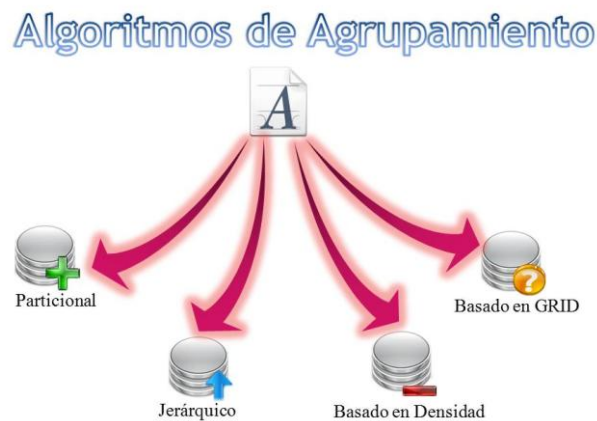 Algoritmos de Agrupamiento
A
Particional
Basado en GRID
?
Jerárquico
Basado en Densidad